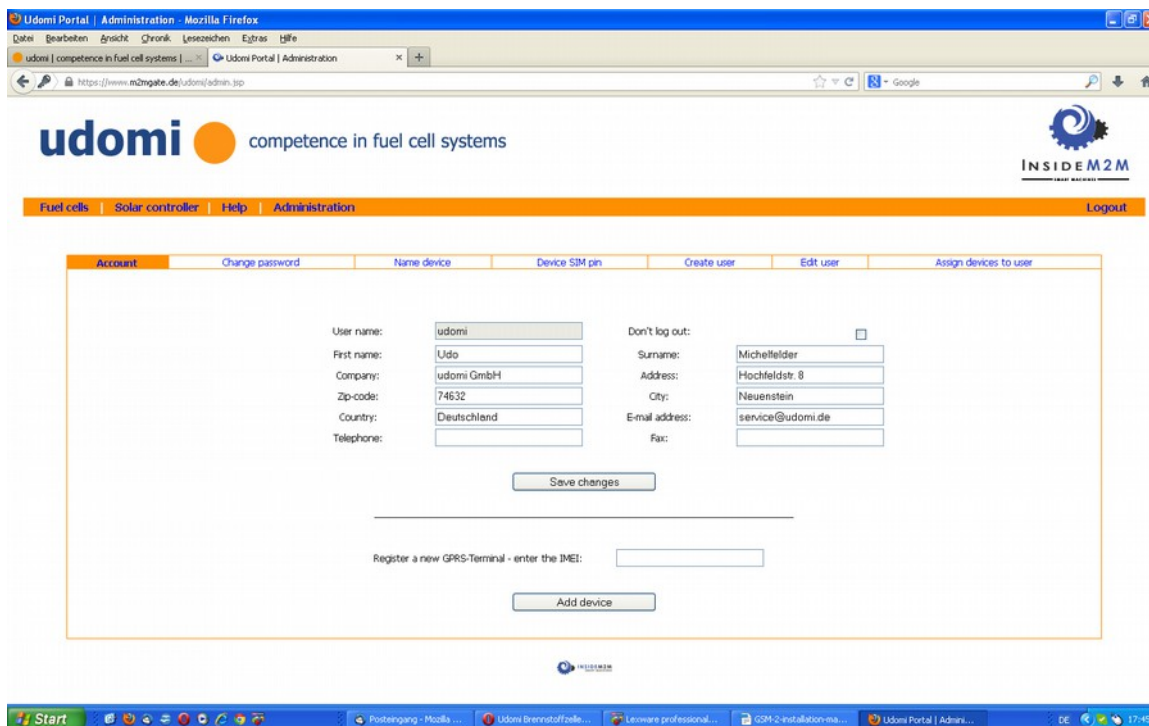 Udomi Portal | Administration - Mozilla Firefox
Datei Bearbeiten Ansicht Chronik Lesezeichen Extras Hilfe
udomi | competence in fuel cell systems | ... Udomi Portal | Administration
https://www.m2mgate.de/udomi/admin.jsp Google
udomi competence in fuel cell systems
INSIDE M2M
SMART MACHINES
Fuel cells | Solar controller | Help | Administration Logout
Account Change password Name device Device SIM pin Create user Edit user Assign devices to user
User name: udomi Don't log out:
First name: Udo Surname: Michelfelder
Company: udomi GmbH Address: Hochfeldstr. 8
Zip-code: 74632 City: Neuenstein
Country: Deutschland E-mail address: service@udomi.de
Telephone: Fax:
Save changes
Register a new GPRS-Terminal - enter the IMEI:
Add device
INSIDEM2M
Start Posteingang - Mozilla ... Udomi Brennstoffzelle... Lexware professional... GSM-2-installation-ma... Udomi Portal | Admini... DE 17:45